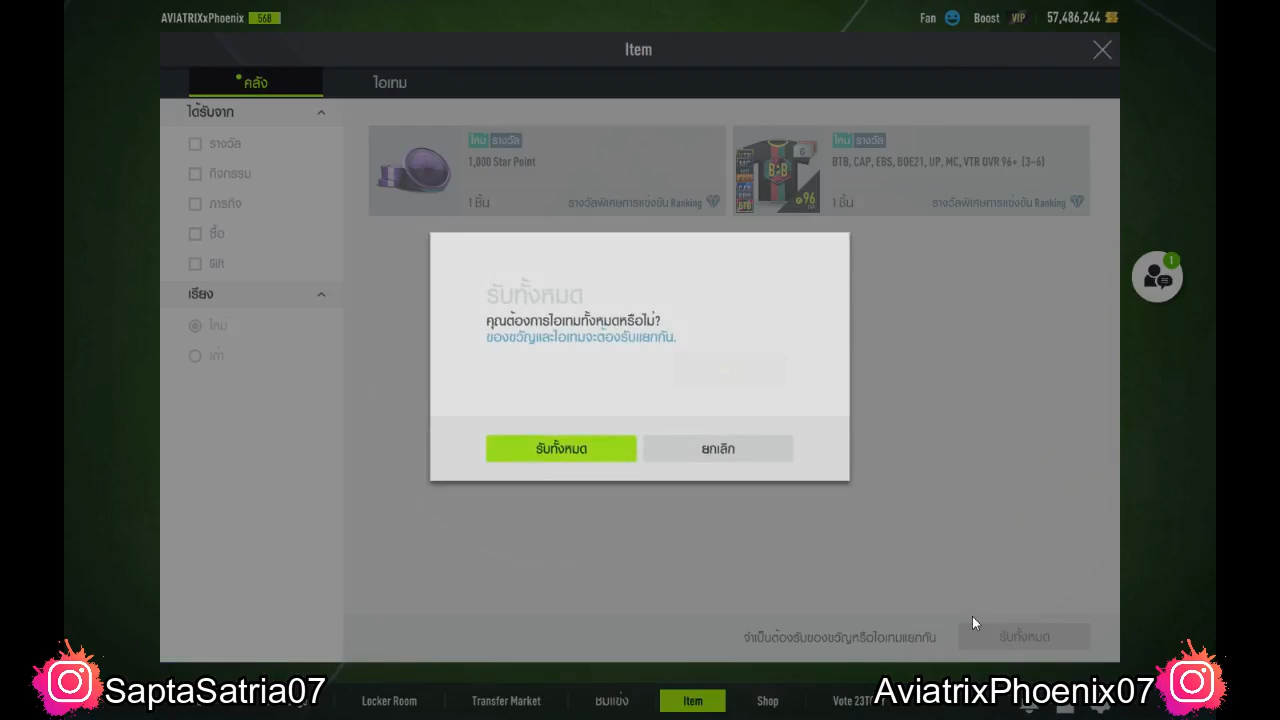 AVIATRIXxPhoenix 568
Fan Boost VIP 57,486,244
Item
คลัง ไอเทม
ได้รับจาก
รางวัล
กิจกรรม
ภารกิจ
ซื้อ
Gift
เรียง
ใหม่
เก่า
ใหม่ รางวัล
1,000 Star Point
1 ชิ้น รางวัลพิเศษการแข่งขัน Ranking
ใหม่ รางวัล
BTB, CAP, EBS, BOE21, UP, MC, VTR OVR 96+ (3-6)
1 ชิ้น รางวัลพิเศษการแข่งขัน Ranking
B:B
96
BTB
1
รับทั้งหมด
คุณต้องการไอเทมทั้งหมดหรือไม่?
ของขวัญและไอเทมจะต้องรับแยกกัน.
รับทั้งหมด ยกเลิก
จำเป็นต้องรับของขวัญหรือไอเทมแยกกัน รับทั้งหมด
Locker Room Transfer Market ชมแข่ง Item Shop Vote
SaptaSatria07
AviatrixPhoenix07